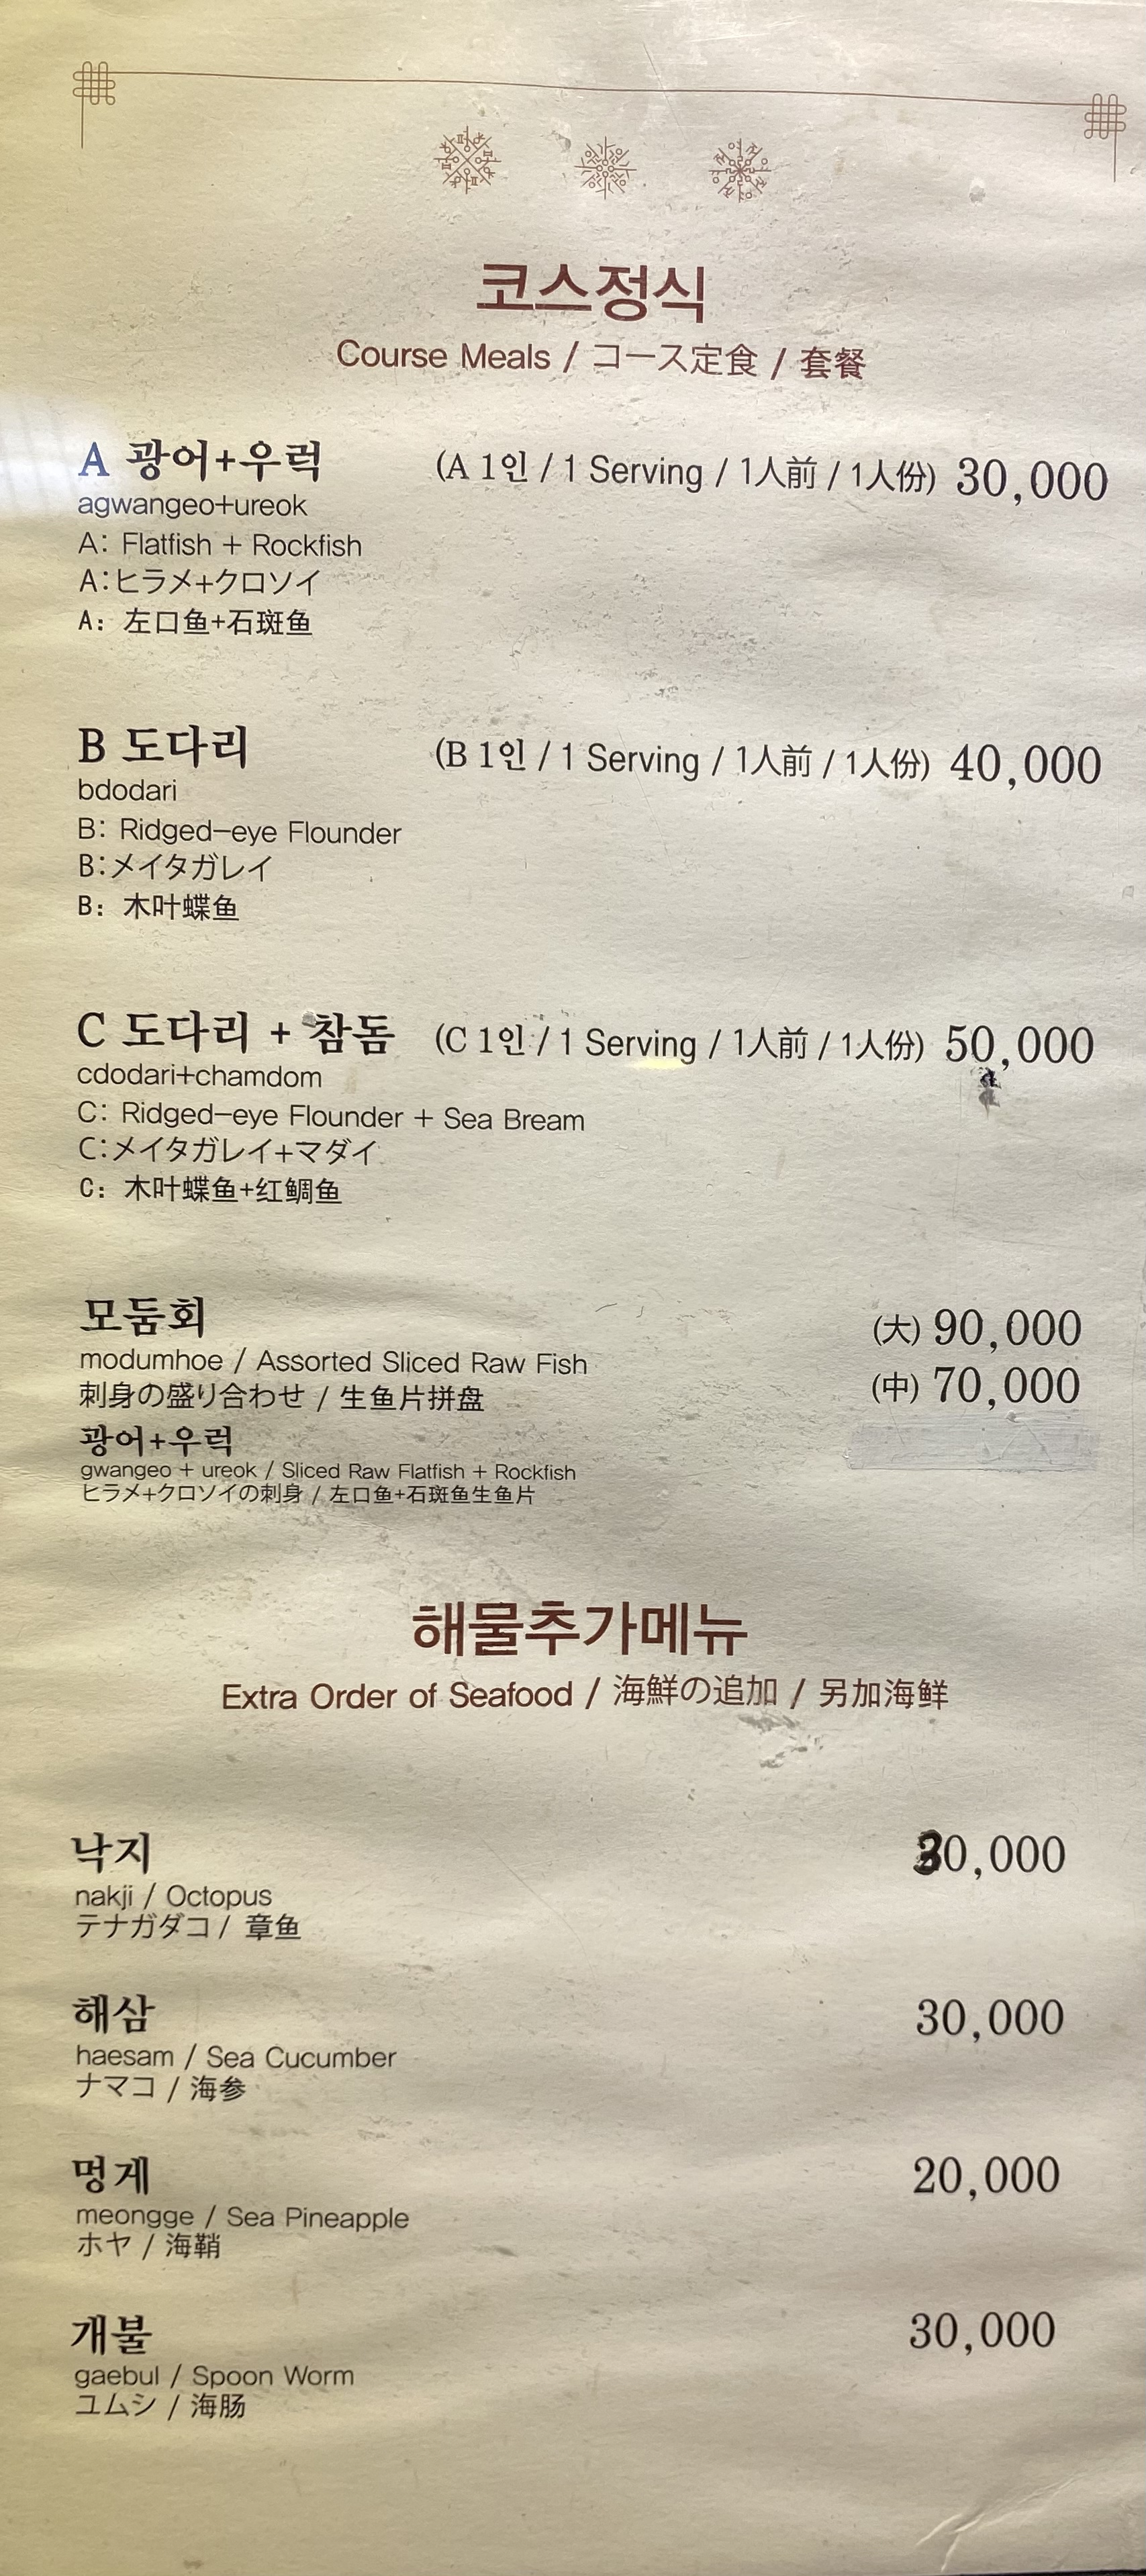 코스정식
Course Meals / コース定食 / 套餐
A 광어+우럭 (A 1인 / 1 Serving / 1人前 / 1人份) 30,000
agwangeo+ureok
A: Flatfish + Rockfish
A:ヒラメ+クロソイ
A: 左口鱼+石斑鱼
B 도다리 (B 1인 / 1 Serving / 1人前 / 1人份) 40,000
bdodari
B: Ridged-eye Flounder
B:メイタガレイ
B: 木叶蝶鱼
C 도다리 + 참돔 (C 1인 / 1 Serving / 1人前 / 1人份) 50,000
cdodari+chamdom
C: Ridged-eye Flounder + Sea Bream
C:メイタガレイ+マダイ
C: 木叶蝶鱼+红鲷鱼
모둠회 (大) 90,000
modumhoe / Assorted Sliced Raw Fish
刺身の盛り合わせ / 生鱼片拼盘 (中) 70,000
광어+우럭
gwangeo + ureok / Sliced Raw Flatfish + Rockfish
ヒラメ+クロソイの刺身 / 左口鱼+石斑鱼生鱼片
해물추가메뉴
Extra Order of Seafood / 海鮮の追加 / 另加海鲜
낙지 30,000
nakji / Octopus
テナガダコ / 章鱼
해삼 30,000
haesam / Sea Cucumber
ナマコ / 海参
멍게 20,000
meongge / Sea Pineapple
ホヤ / 海鞘
개불 30,000
gaebul / Spoon Worm
ユムシ / 海肠